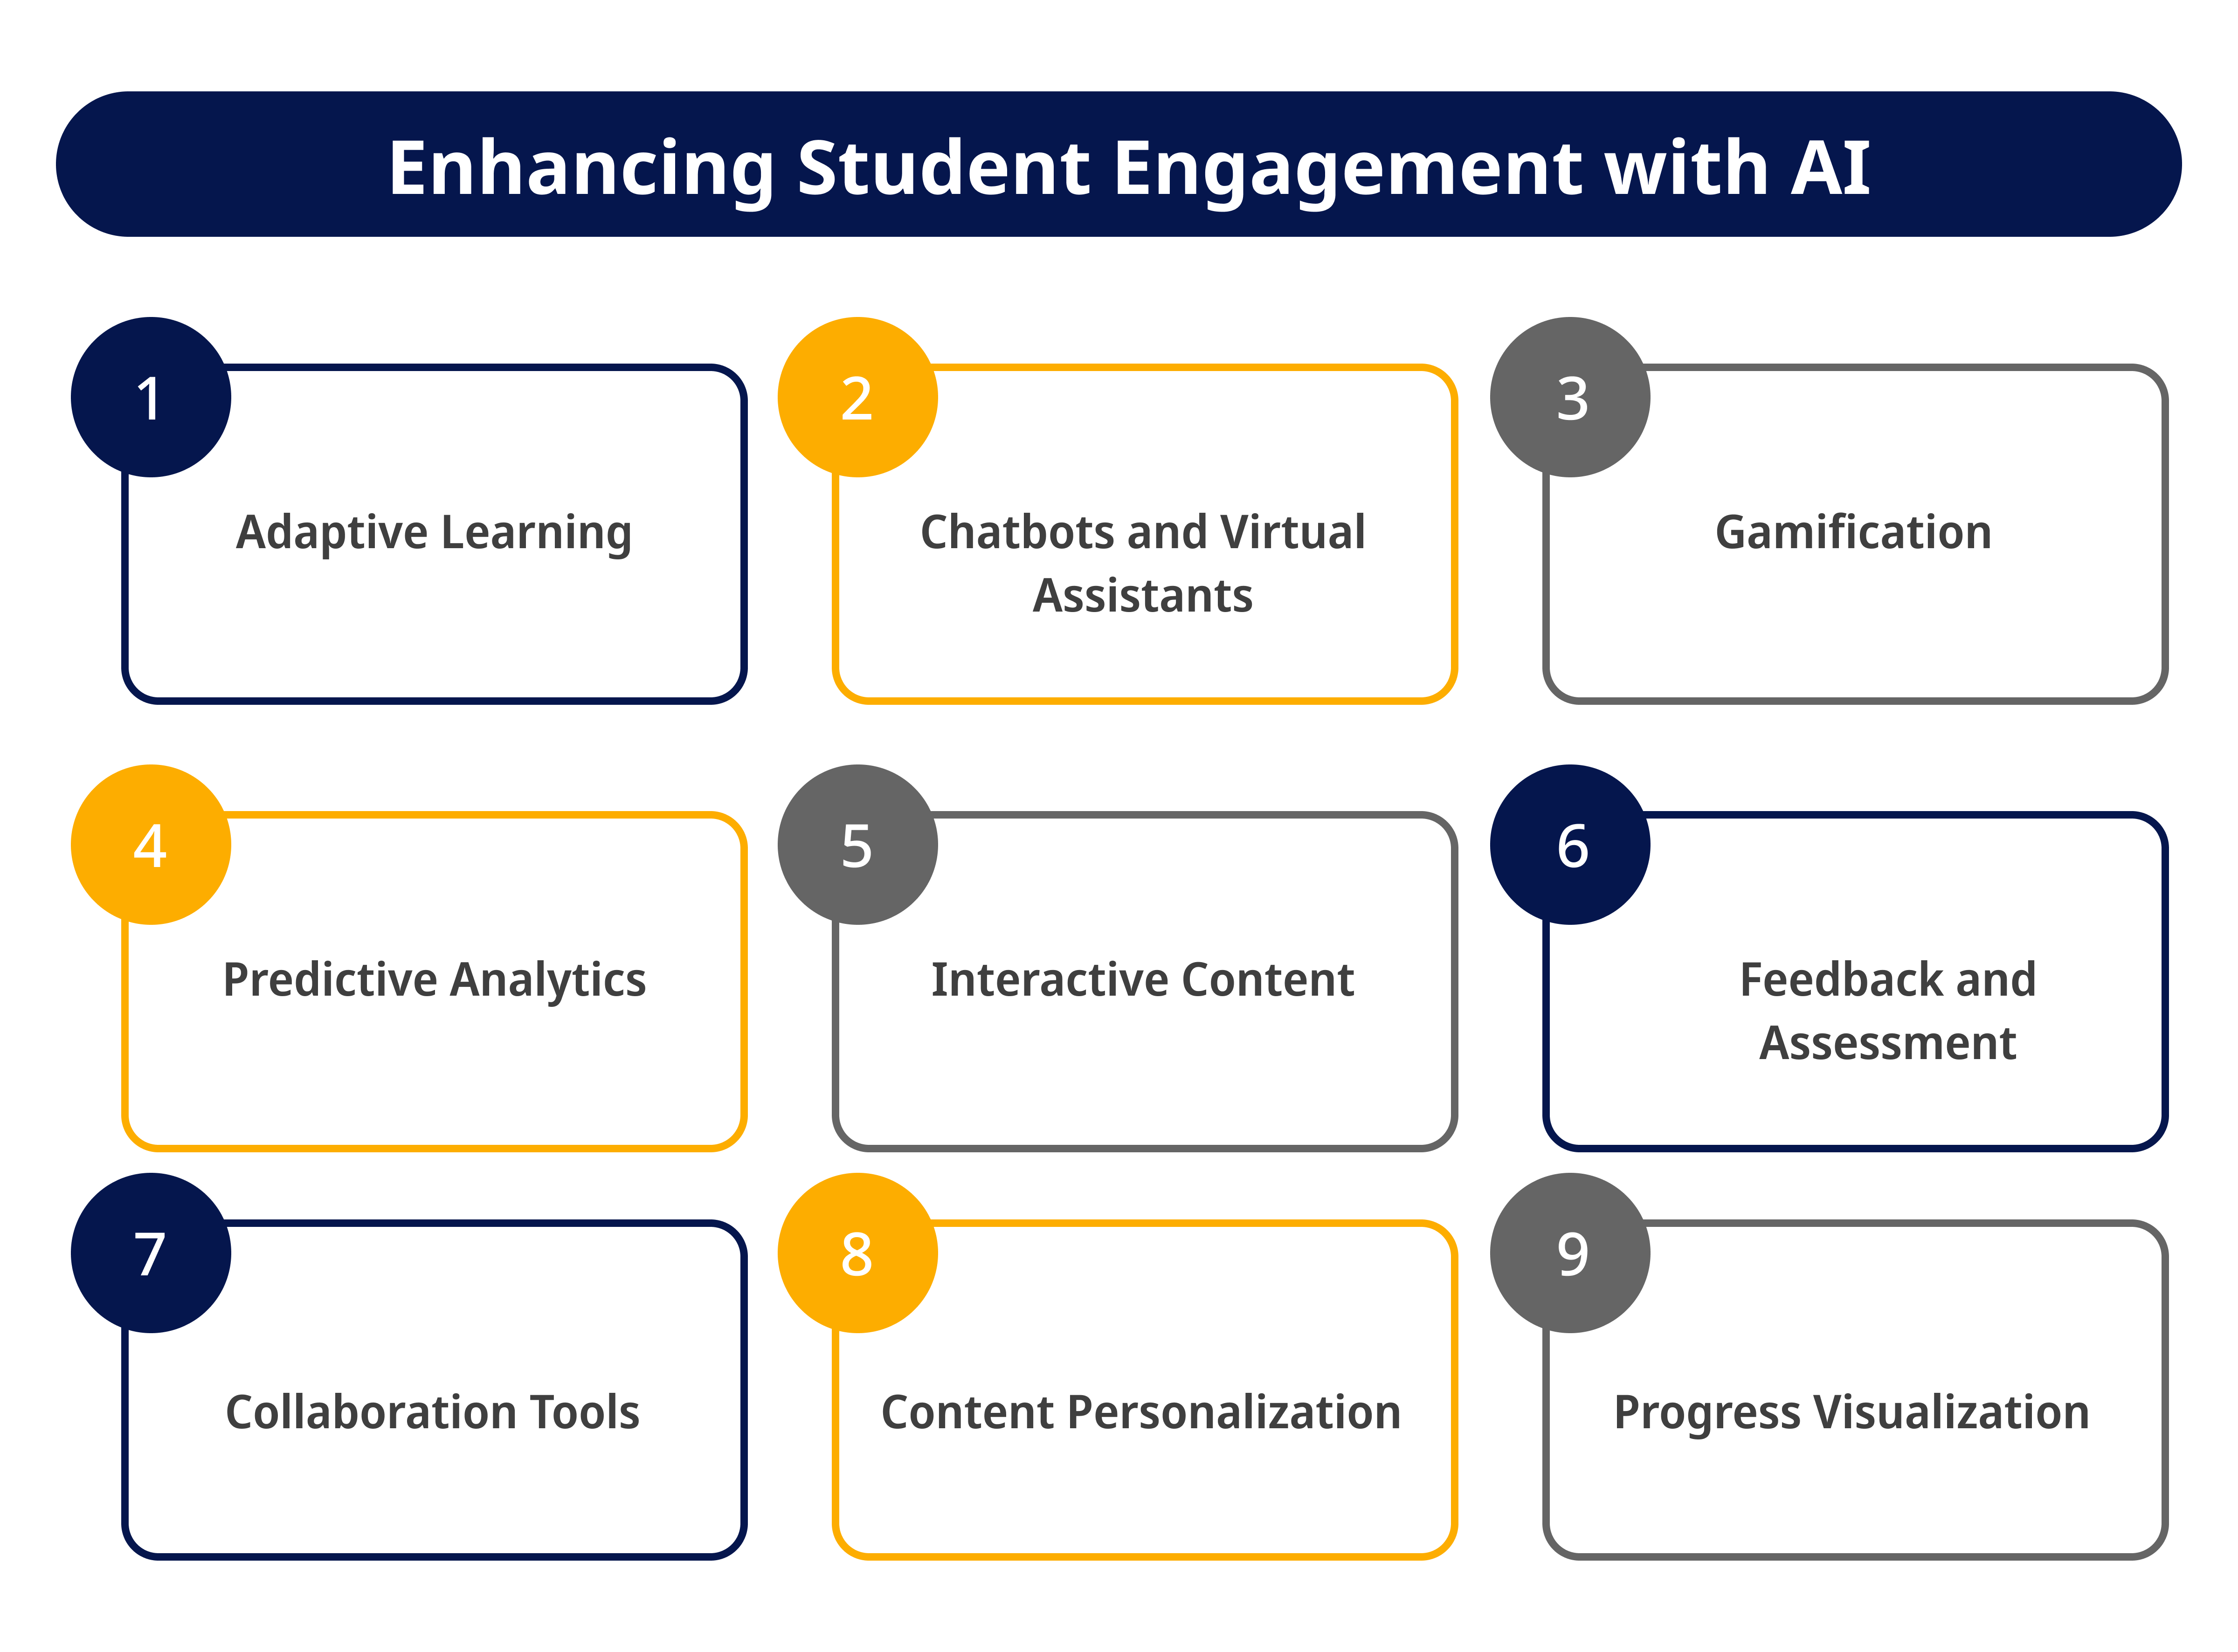 Enhancing Student Engagement with AI
1
Adaptive Learning
2
Chatbots and Virtual
Assistants
3
Gamification
4
Predictive Analytics
5
Interactive Content
6
Feedback and
Assessment
7
Collaboration Tools
8
Content Personalization
9
Progress Visualization